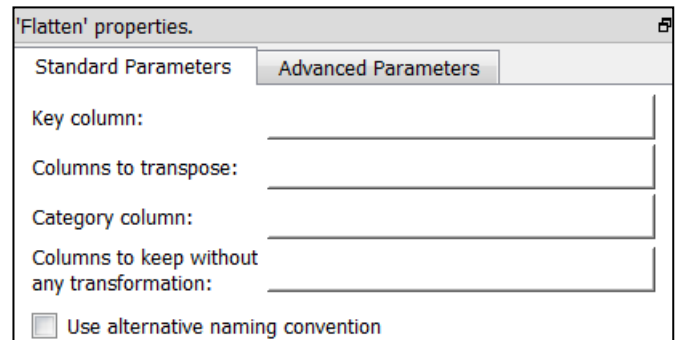 'Flatten' properties.
Standard Parameters
Advanced Parameters
Key column:
Columns to transpose:
Category column:
Columns to keep without
any transformation:
Use alternative naming convention